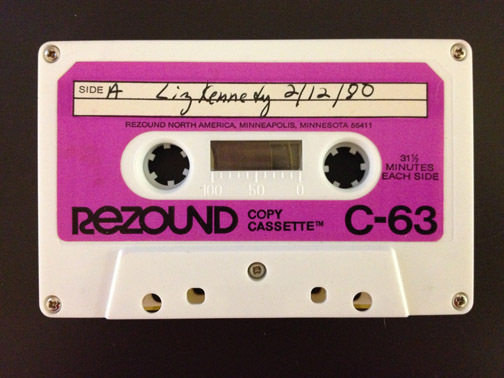 SIDE A Liz Kennedy 2/12/80
REZOUND NORTH AMERICA, MINNEAPOLIS, MINNESOTA 55411
31½
MINUTES
EACH SIDE
100 50 0
REZOUND COPY CASSETTE™ C-63